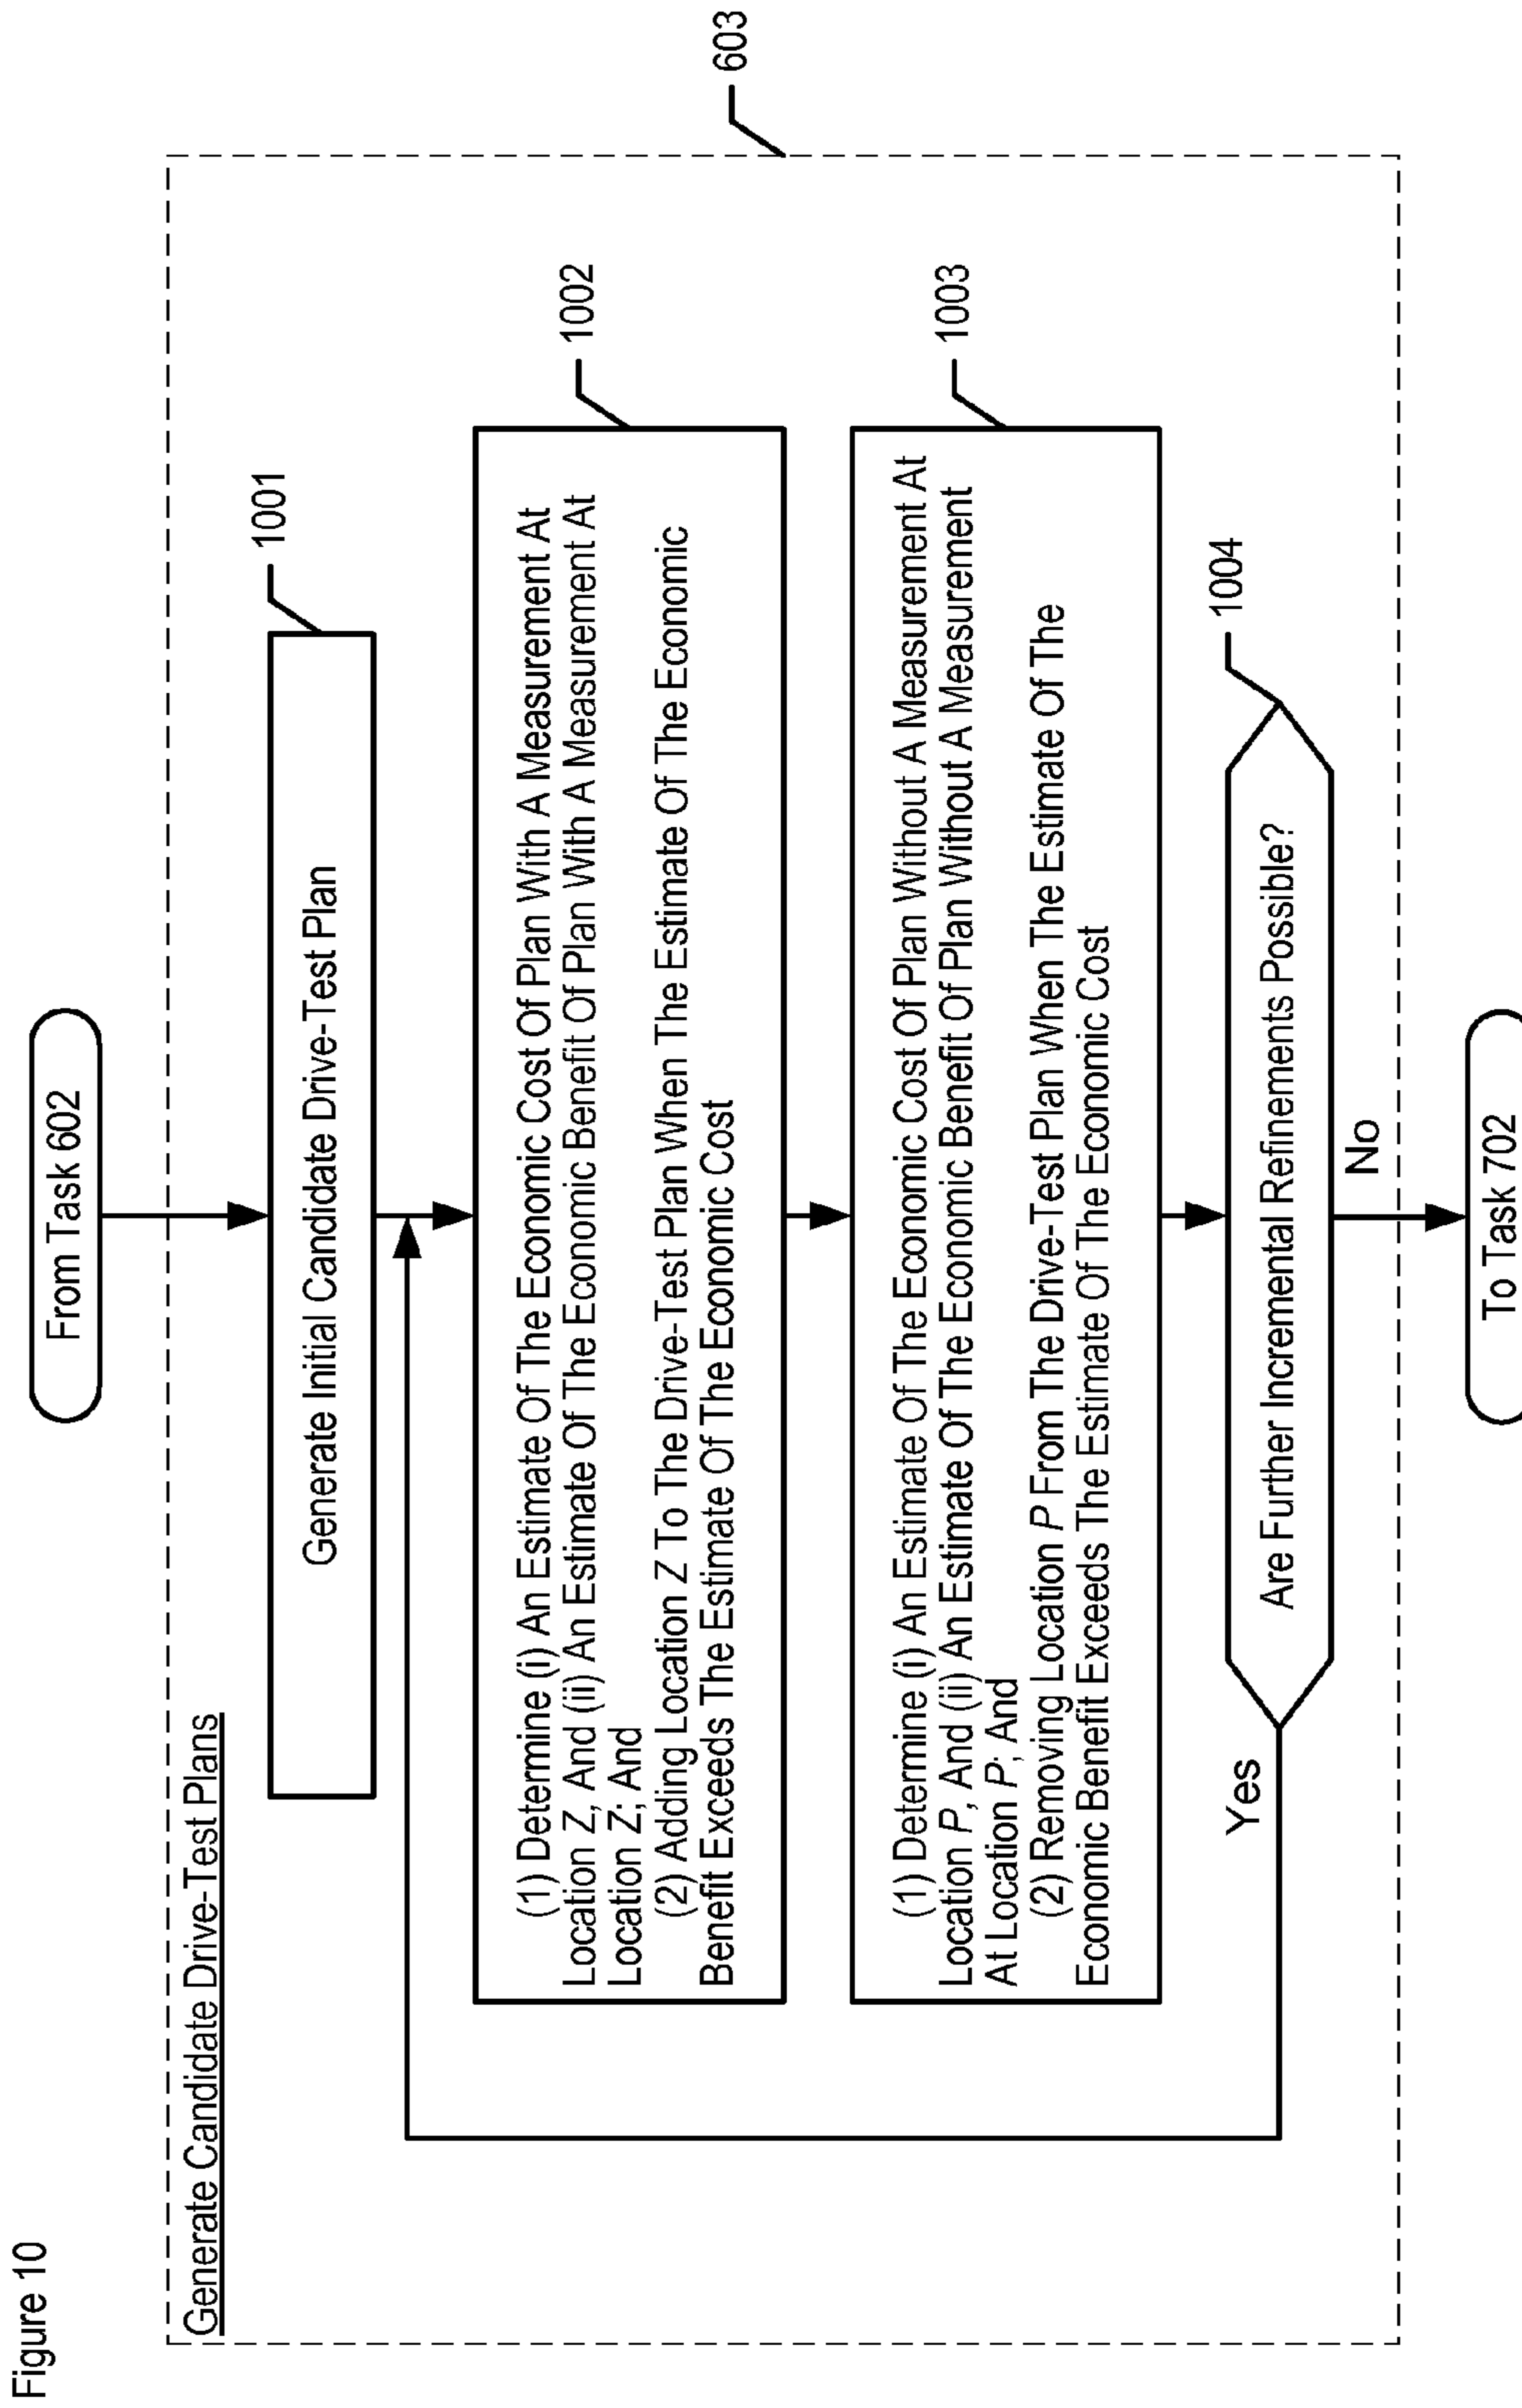 Figure 10
From Task 602
603
Generate Candidate Drive-Test Plans
1001
Generate Initial Candidate Drive-Test Plan
1002
(1) Determine (i) An Estimate Of The Economic Cost Of Plan With A Measurement At
Location Z, And (ii) An Estimate Of The Economic Benefit Of Plan With A Measurement At
Location Z; And
(2) Adding Location Z To The Drive-Test Plan When The Estimate Of The Economic
Benefit Exceeds The Estimate Of The Economic Cost
1003
(1) Determine (i) An Estimate Of The Economic Cost Of Plan Without A Measurement At
Location P, And (ii) An Estimate Of The Economic Benefit Of Plan Without A Measurement
At Location P; And
(2) Removing Location P From The Drive-Test Plan When The Estimate Of The
Economic Benefit Exceeds The Estimate Of The Economic Cost
1004
Are Further Incremental Refinements Possible?
Yes
No
To Task 702